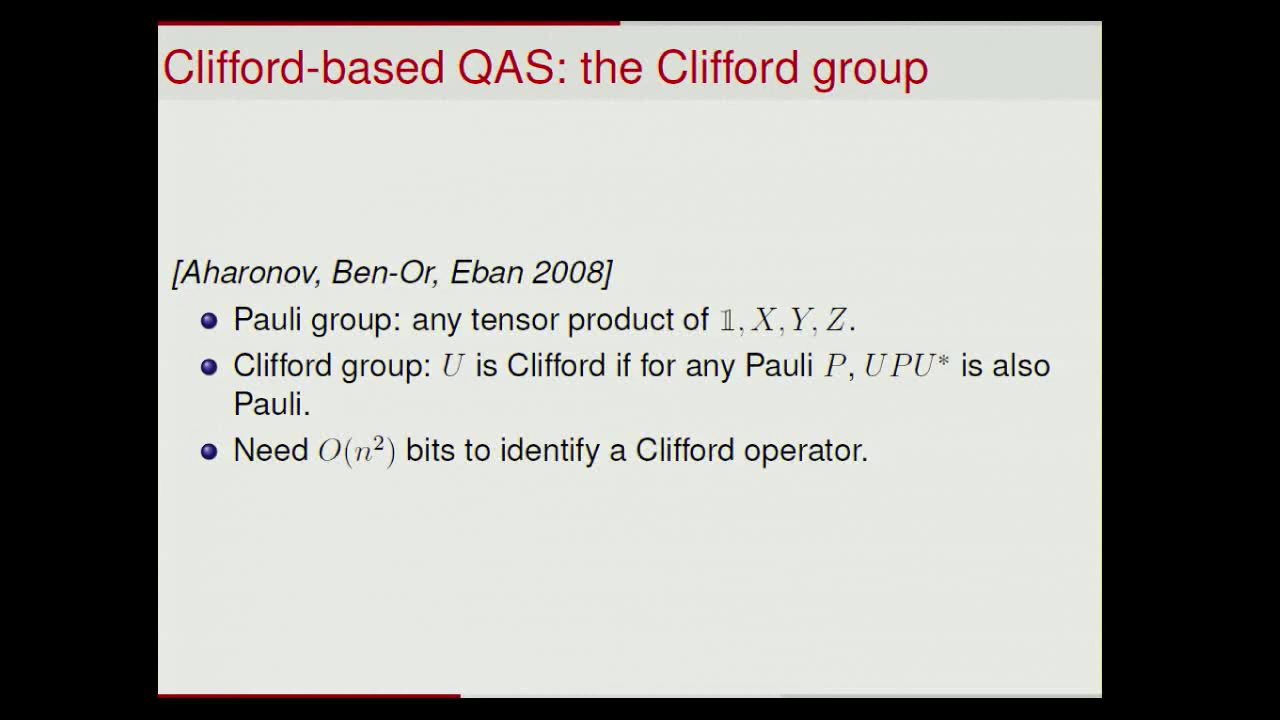 Clifford-based QAS: the Clifford group
[Aharonov, Ben-Or, Eban 2008]
Pauli group: any tensor product of 𝟙, X, Y, Z.
Clifford group: U is Clifford if for any Pauli P, UPU* is also
Pauli.
Need O(n²) bits to identify a Clifford operator.